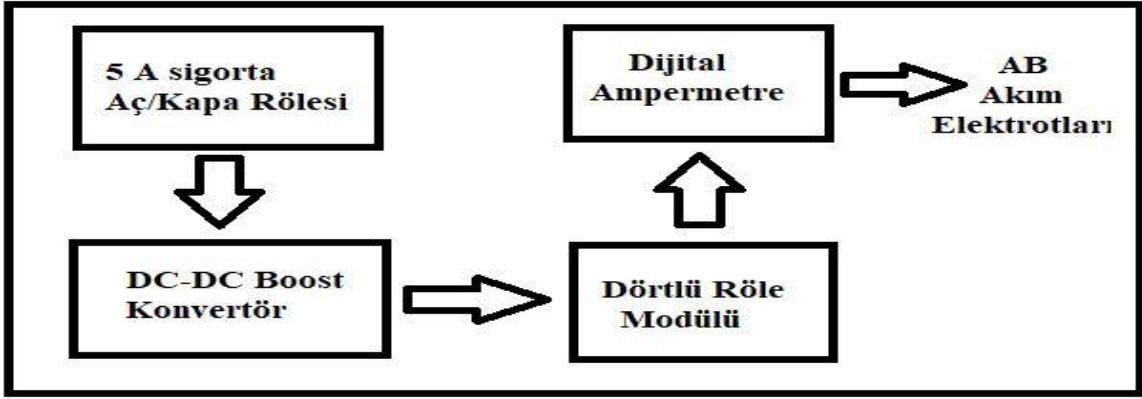 5 A sigorta
Aç/Kapa Rölesi
DC-DC Boost
Konvertör
Dörtlü Röle
Modülü
Dijital
Ampermetre
AB
Akım
Elektrotları